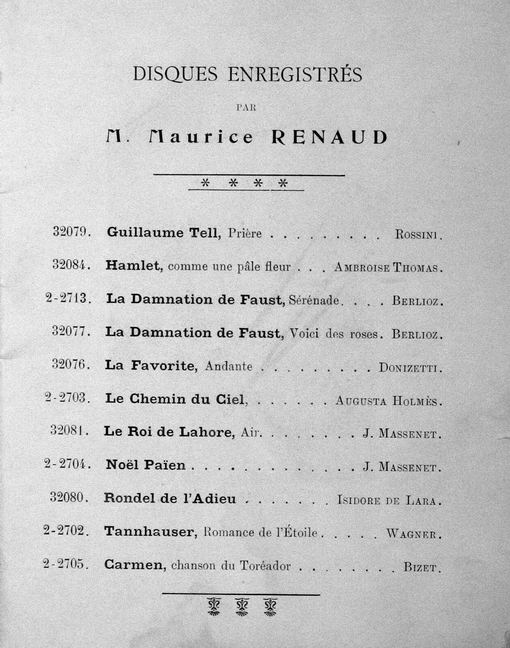 DISQUES ENREGISTRÉS
PAR
M. Maurice RENAUD
32079. Guillaume Tell, Prière . . . . . . . . . ROSSINI.
32084. Hamlet, comme une pâle fleur . . . AMBROISE THOMAS.
2-2713. La Damnation de Faust, Sérénade. . . . BERLIOZ.
32077. La Damnation de Faust, Voici des roses. BERLIOZ.
32076. La Favorite, Andante . . . . . . . . . DONIZETTI.
2-2703. Le Chemin du Ciel, . . . . . . AUGUSTA HOLMÈS.
32081. Le Roi de Lahore, Air. . . . . . . . J. MASSENET.
2-2704. Noël Païen . . . . . . . . . . . . . J. MASSENET.
32080. Rondel de l'Adieu . . . . . . . ISIDORE DE LARA.
2-2702. Tannhauser, Romance de l'Étoile . . . . . WAGNER.
2-2705. Carmen, chanson du Toréador . . . . . . . . BIZET.